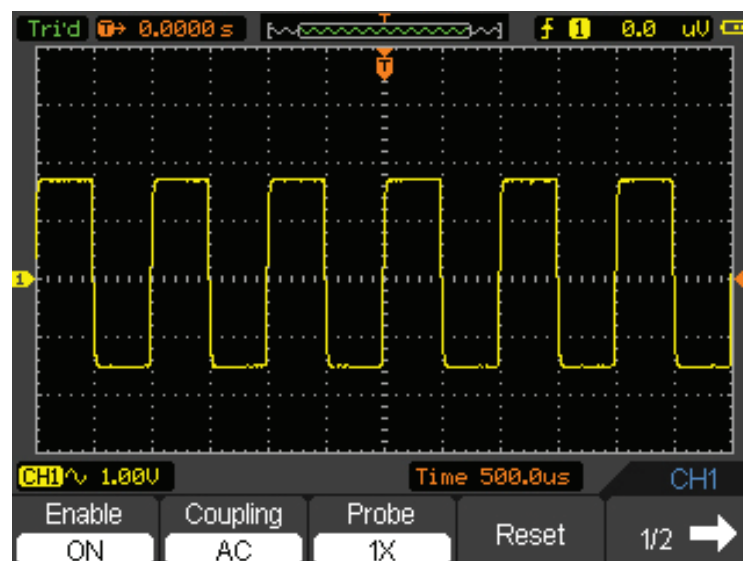 Tri'd T→ 0.0000s T 1 0.0 uV
T
1
CH1 1.00V Time 500.0us CH1
Enable Coupling Probe Reset 1/2
ON AC 1X